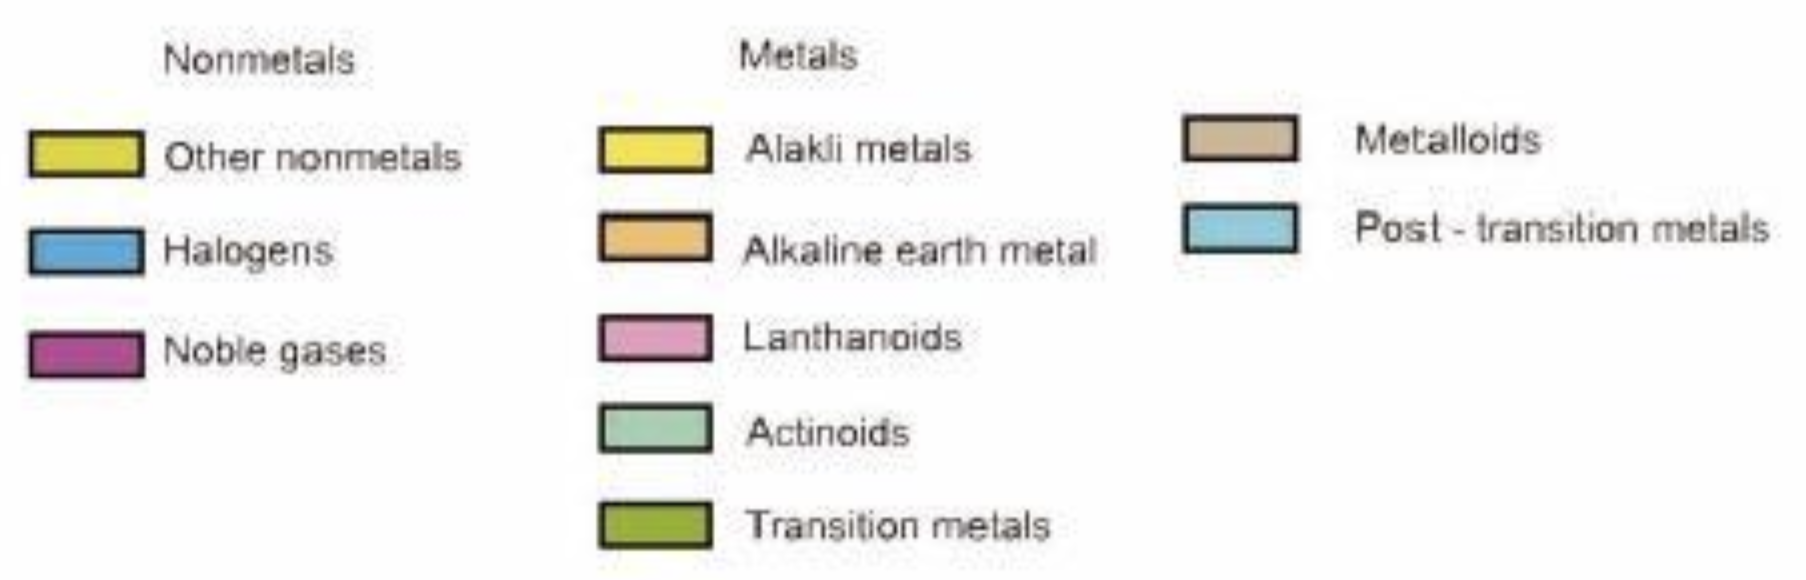 Nonmetals
Other nonmetals
Halogens
Noble gases
Metals
Alakli metals
Alkaline earth metal
Lanthanoids
Actinoids
Transition metals
Metalloids
Post - transition metals